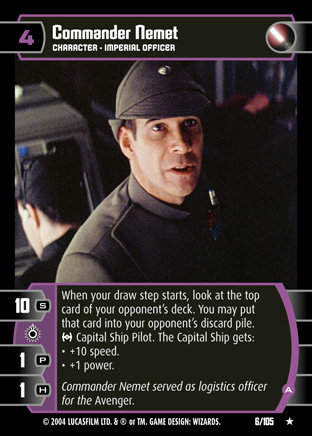 4
Commander Nemet
CHARACTER - IMPERIAL OFFICER
10 S
1 P
1 H
When your draw step starts, look at the top
card of your opponent's deck. You may put
that card into your opponent's discard pile.
Capital Ship Pilot. The Capital Ship gets:
• +10 speed.
• +1 power.
Commander Nemet served as logistics officer
for the Avenger.
A
© 2004 LUCASFILM LTD. & ® or TM. GAME DESIGN: WIZARDS.
6/105 ★